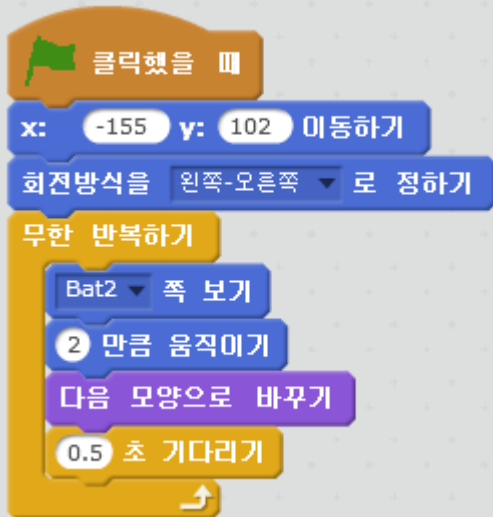 클릭했을 때
x: -155 y: 102 이동하기
회전방식을 왼쪽-오른쪽 로 정하기
무한 반복하기
Bat2 쪽 보기
2 만큼 움직이기
다음 모양으로 바꾸기
0.5 초 기다리기